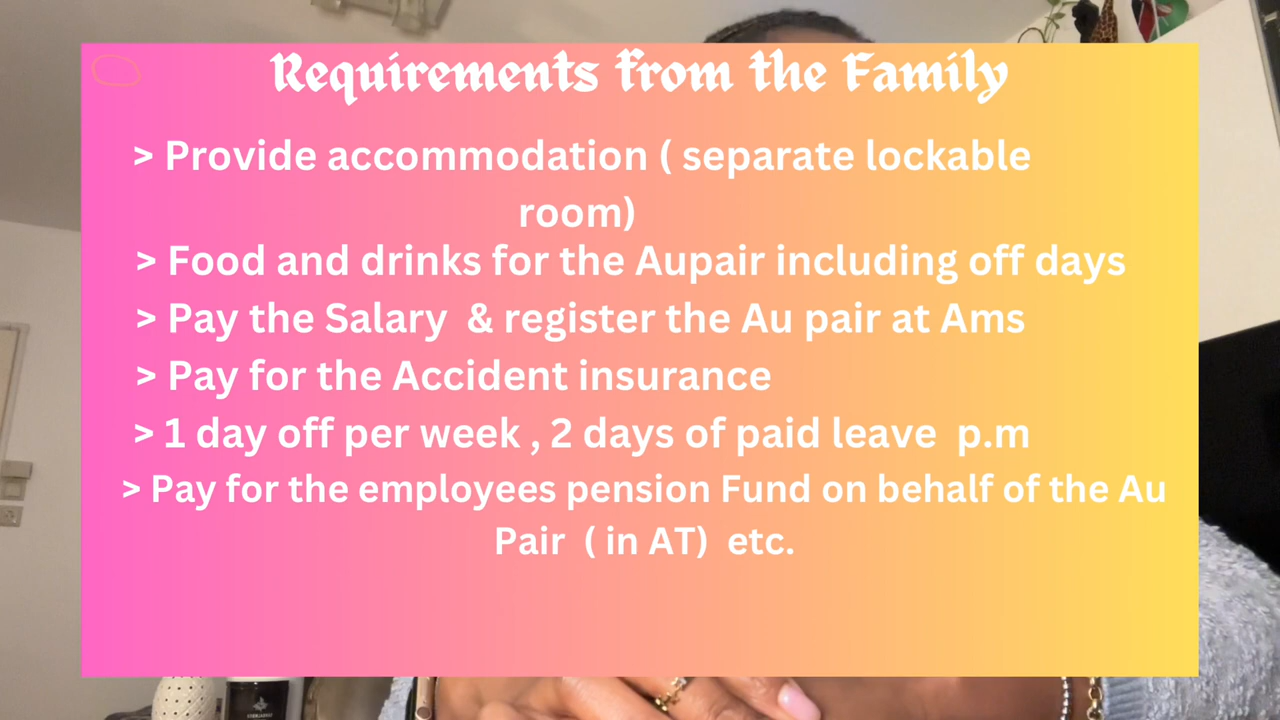 Requirements from the Family
> Provide accommodation ( separate lockable
room)
> Food and drinks for the Aupair including off days
> Pay the Salary & register the Au pair at Ams
> Pay for the Accident insurance
> 1 day off per week , 2 days of paid leave p.m
> Pay for the employees pension Fund on behalf of the Au
Pair ( in AT) etc.